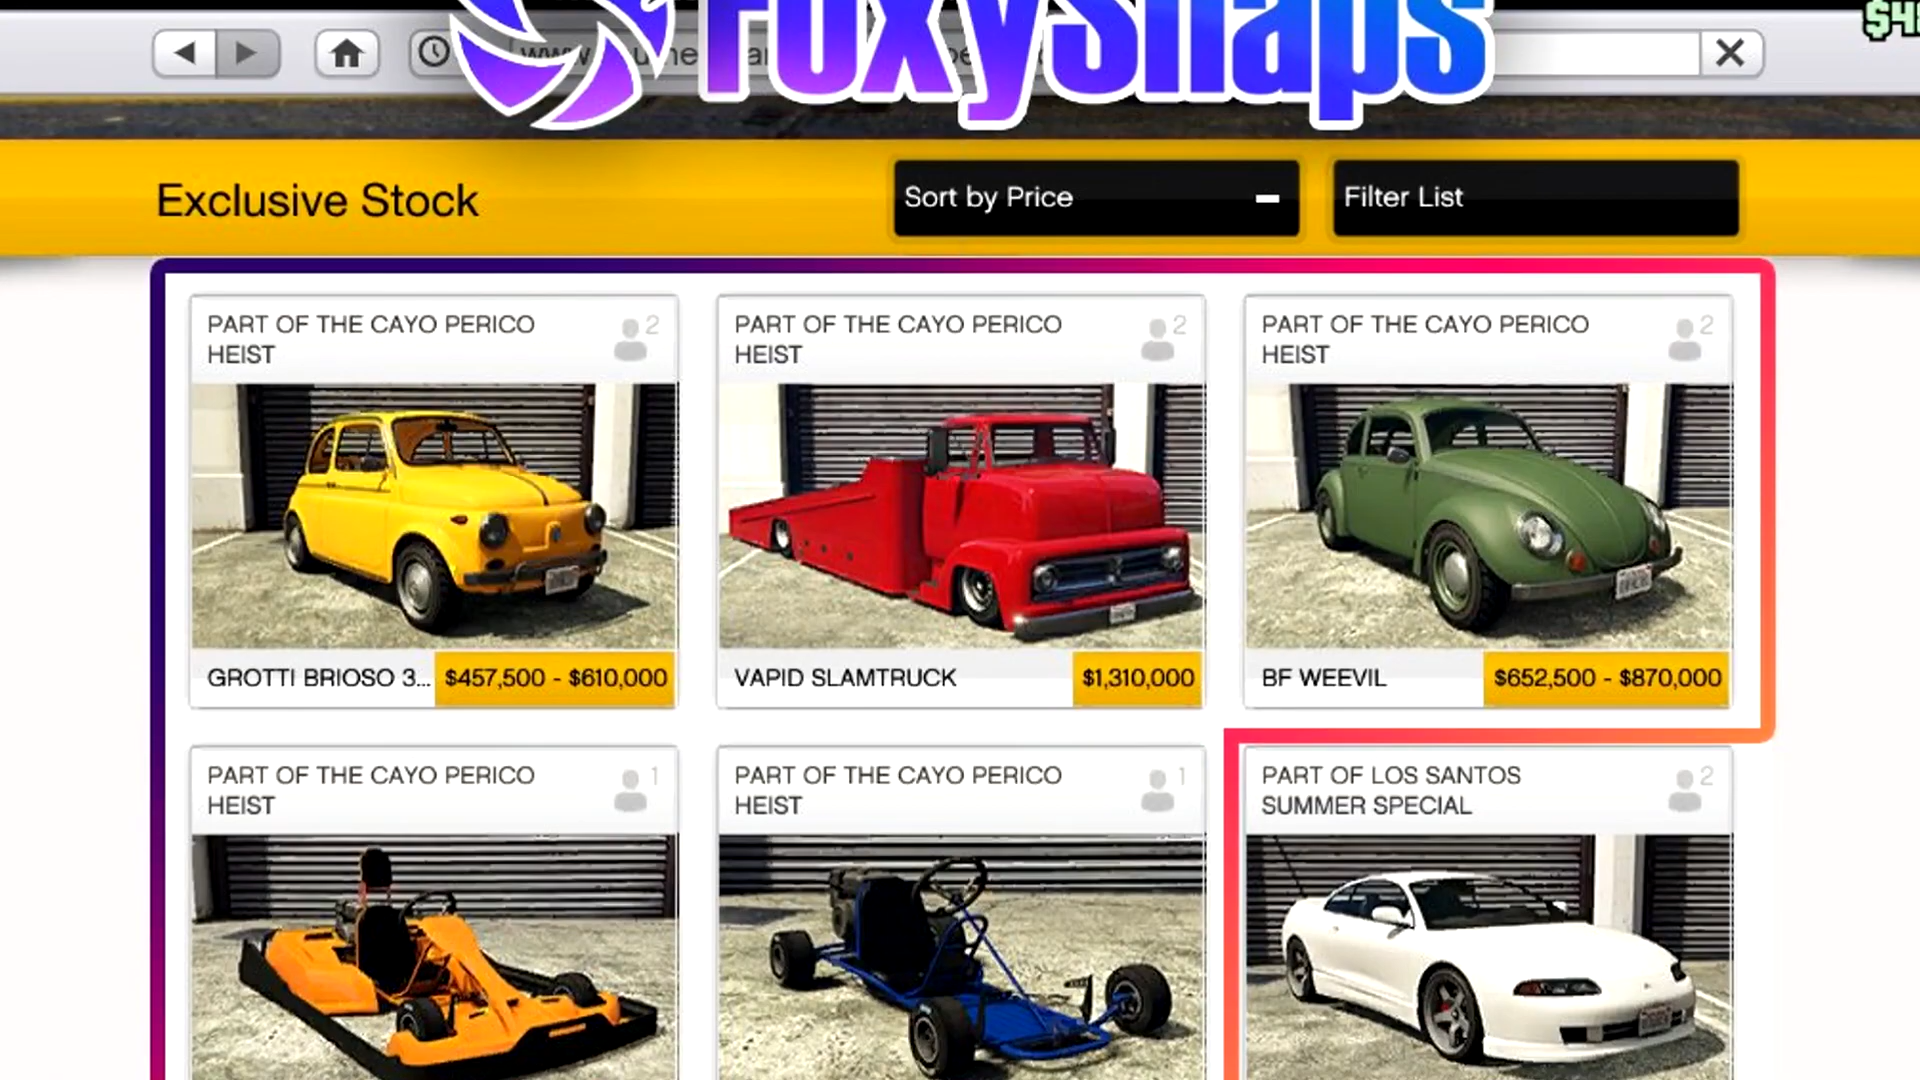 FoxySnaps
$4
Exclusive Stock
Sort by Price
Filter List
PART OF THE CAYO PERICO
HEIST
2
PART OF THE CAYO PERICO
HEIST
2
PART OF THE CAYO PERICO
HEIST
2
GROTTI BRIOSO 3...
$457,500 - $610,000
VAPID SLAMTRUCK
$1,310,000
BF WEEVIL
$652,500 - $870,000
PART OF THE CAYO PERICO
HEIST
1
PART OF THE CAYO PERICO
HEIST
1
PART OF LOS SANTOS
SUMMER SPECIAL
2